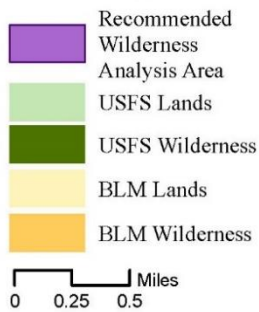 Recommended
Wilderness
Analysis Area
USFS Lands
USFS Wilderness
BLM Lands
BLM Wilderness
Miles
0 0.25 0.5